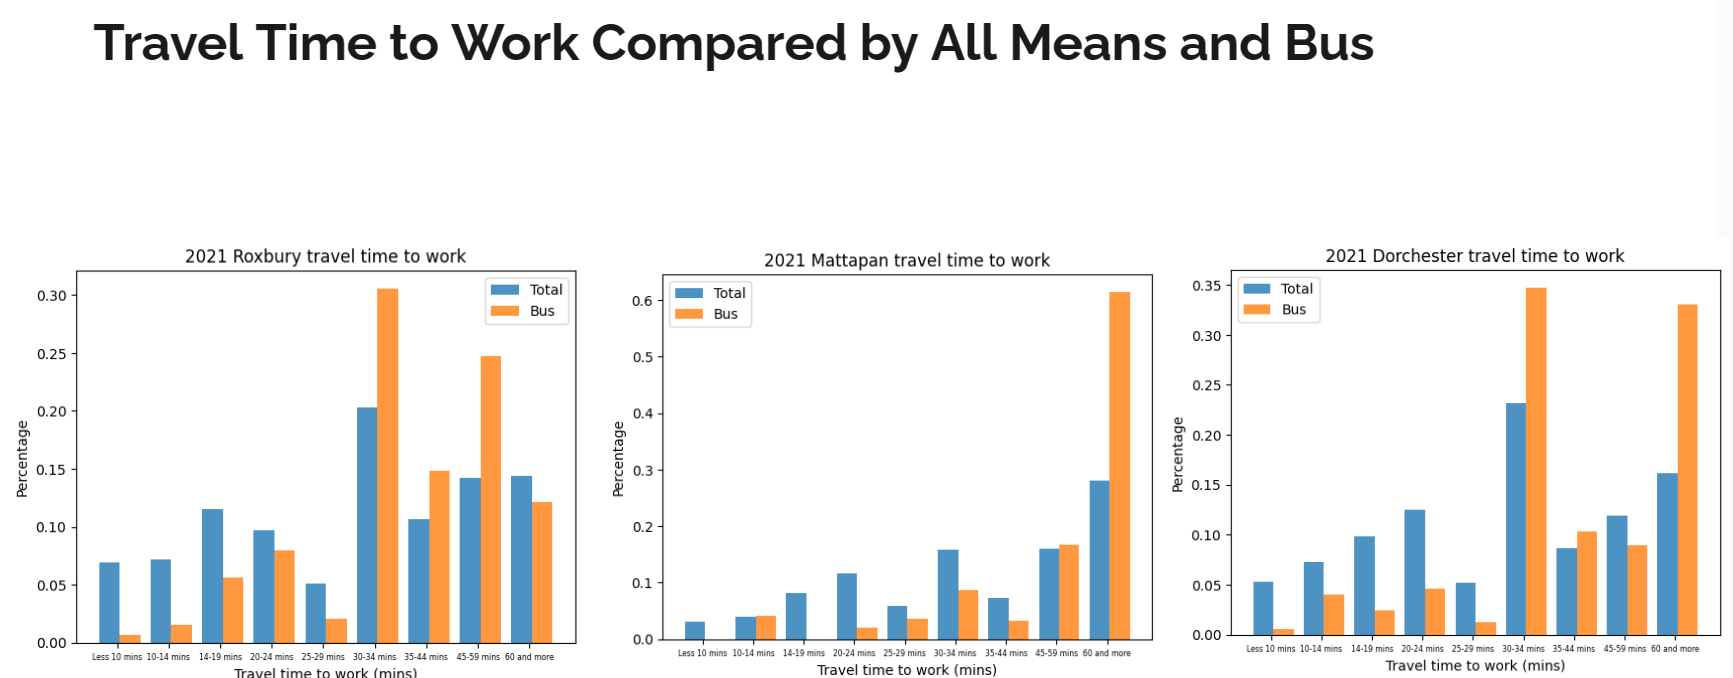 Travel Time to Work Compared by All Means and Bus
2021 Roxbury travel time to work
Total
Bus
0.30
0.25
0.20
0.15
0.10
0.05
0.00
Percentage
Less 10 mins 10-14 mins 14-19 mins 20-24 mins 25-29 mins 30-34 mins 35-44 mins 45-59 mins 60 and more
Travel time to work (mins)
2021 Mattapan travel time to work
Total
Bus
0.6
0.5
0.4
0.3
0.2
0.1
0.0
Percentage
Less 10 mins 10-14 mins 14-19 mins 20-24 mins 25-29 mins 30-34 mins 35-44 mins 45-59 mins 60 and more
Travel time to work (mins)
2021 Dorchester travel time to work
Total
Bus
0.35
0.30
0.25
0.20
0.15
0.10
0.05
0.00
Percentage
Less 10 mins 10-14 mins 14-19 mins 20-24 mins 25-29 mins 30-34 mins 35-44 mins 45-59 mins 60 and more
Travel time to work (mins)